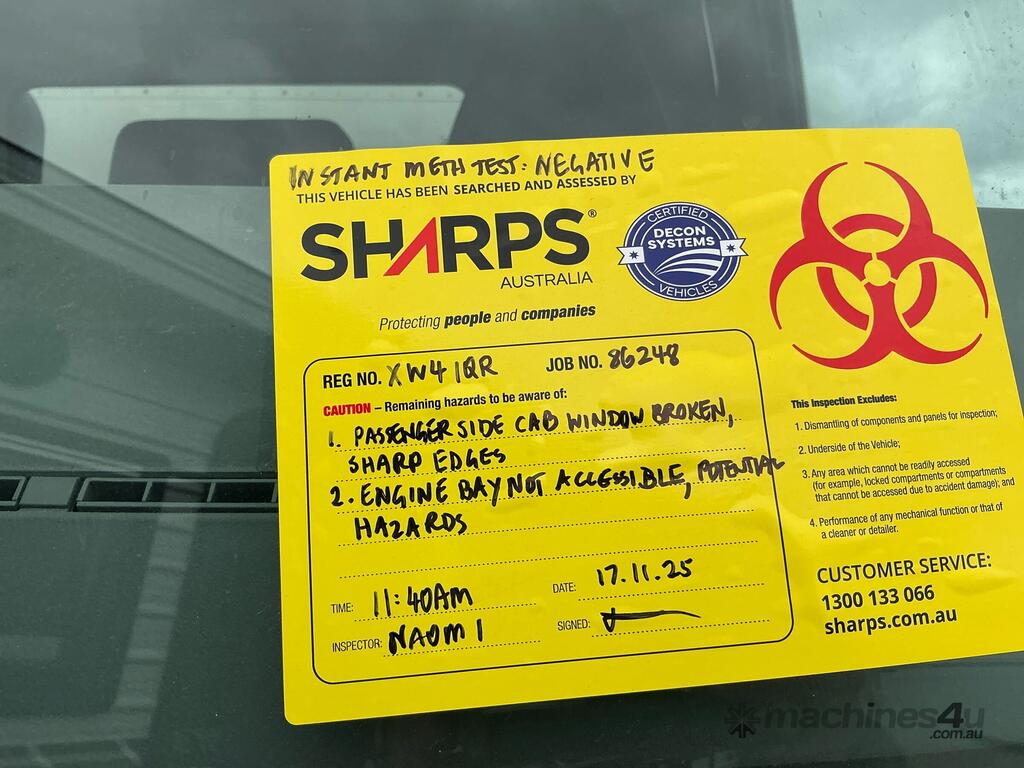 INSTANT METH TEST: NEGATIVE
THIS VEHICLE HAS BEEN SEARCHED AND ASSESSED BY
SHARPS®
AUSTRALIA
CERTIFIED
DECON
SYSTEMS
VEHICLES
Protecting people and companies
REG NO. XW41QR JOB NO. 86248
CAUTION – Remaining hazards to be aware of:
1. PASSENGER SIDE CAB WINDOW BROKEN,
SHARP EDGES
2. ENGINE BAY NOT ACCESSIBLE, POTENTIAL
HAZARDS
TIME: 11:40AM DATE: 17.11.25
INSPECTOR: NAOMI SIGNED:
This Inspection Excludes:
1. Dismantling of components and panels for inspection;
2. Underside of the Vehicle;
3. Any area which cannot be readily accessed
(for example, locked compartments or compartments
that cannot be accessed due to accident damage); and
4. Performance of any mechanical function or that of
a cleaner or detailer.
CUSTOMER SERVICE:
1300 133 066
sharps.com.au
machines4u
.com.au